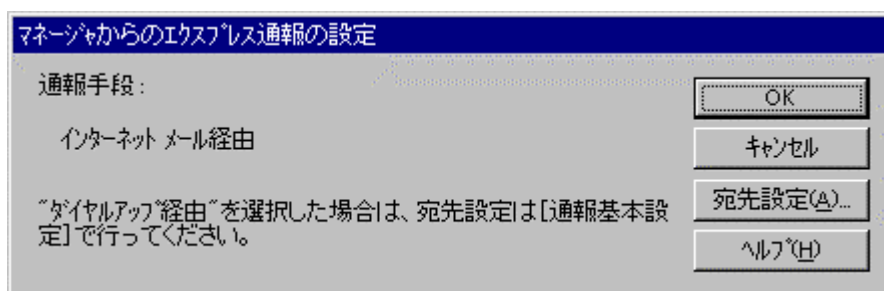 マネージャからのエクスプレス通報の設定
通報手段：
インターネット メール経由
"ダイヤルアップ経由"を選択した場合は、宛先設定は[通報基本設
定]で行ってください。
OK
キャンセル
宛先設定(A)...
ヘルプ(H)